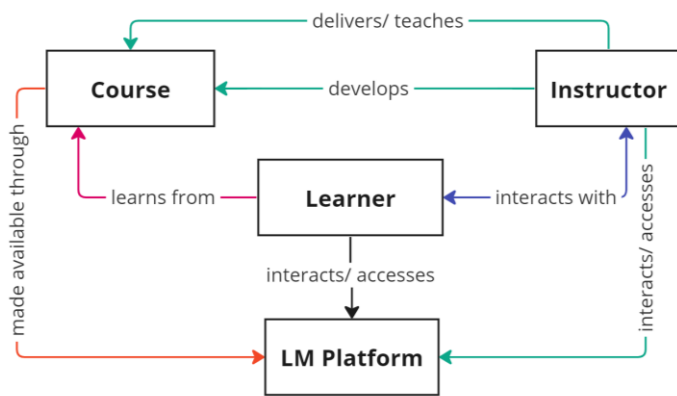 delivers/ teaches
Course
develops
Instructor
made available through
learns from
Learner
interacts with
interacts/ accesses
interacts/ accesses
LM Platform